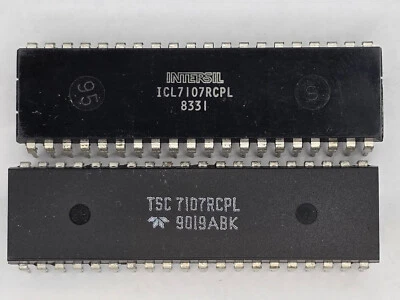 INTERSIL
ICL7107RCPL
8331
95
TSC 7107RCPL
9019ABK